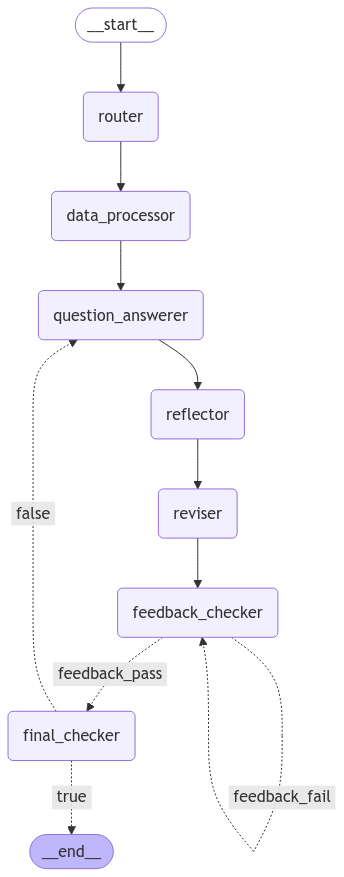 __start__
router
data_processor
question_answerer
reflector
false
reviser
feedback_checker
feedback_pass
final_checker
true
feedback_fail
__end__